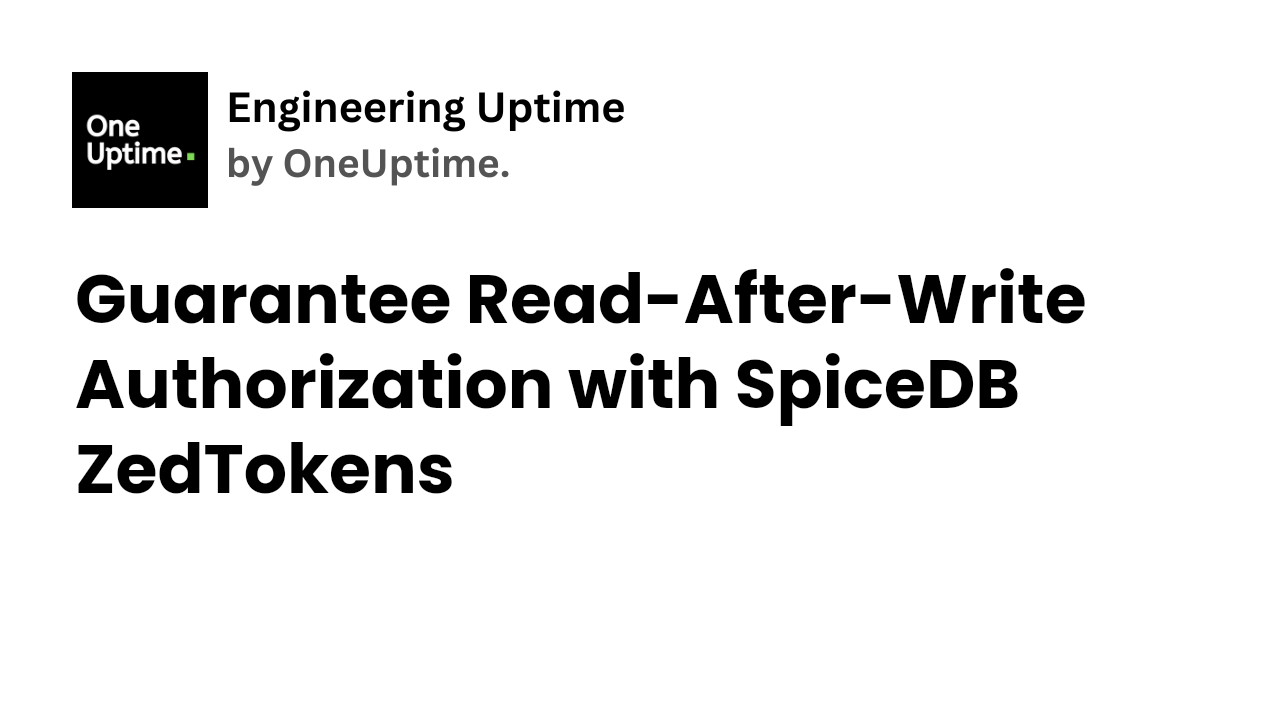 One
Uptime.
Engineering Uptime
by OneUptime.
Guarantee Read-After-Write
Authorization with SpiceDB
ZedTokens